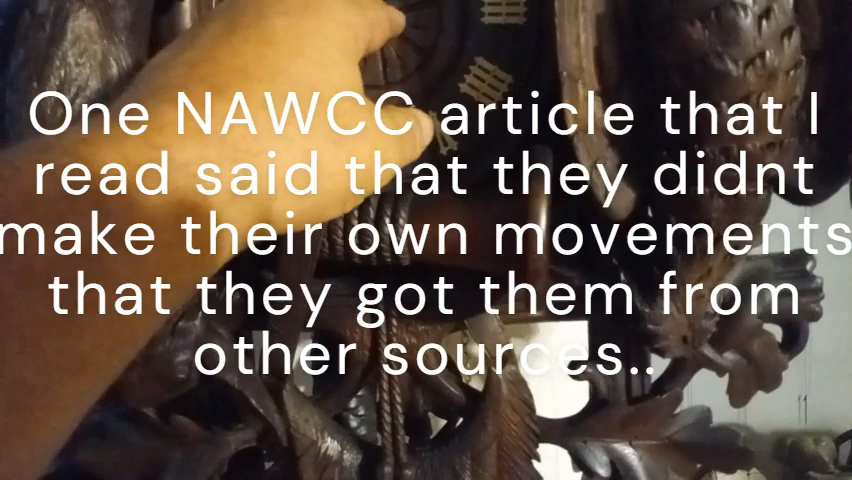 One NAWCC article that I
read said that they didnt
make their own movements
that they got them from
other sources..